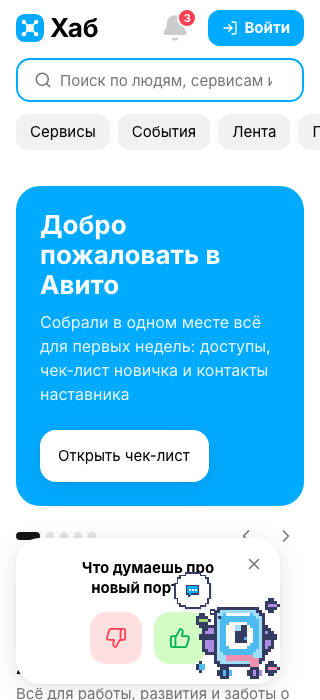 Хаб
3
Войти
Поиск по людям, сервисам и
Сервисы
События
Лента
Добро
пожаловать в
Авито
Собрали в одном месте всё
для первых недель: доступы,
чек-лист новичка и контакты
наставника
Открыть чек-лист
Что думаешь про
новый
Всё для работы, развития и заботы о